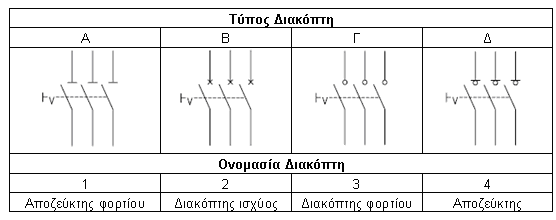 Τύπος Διακόπτη
Α Β Γ Δ
Ονομασία Διακόπτη
1 2 3 4
Αποζεύκτης φορτίου Διακόπτης ισχύος Διακόπτης φορτίου Αποζεύκτης